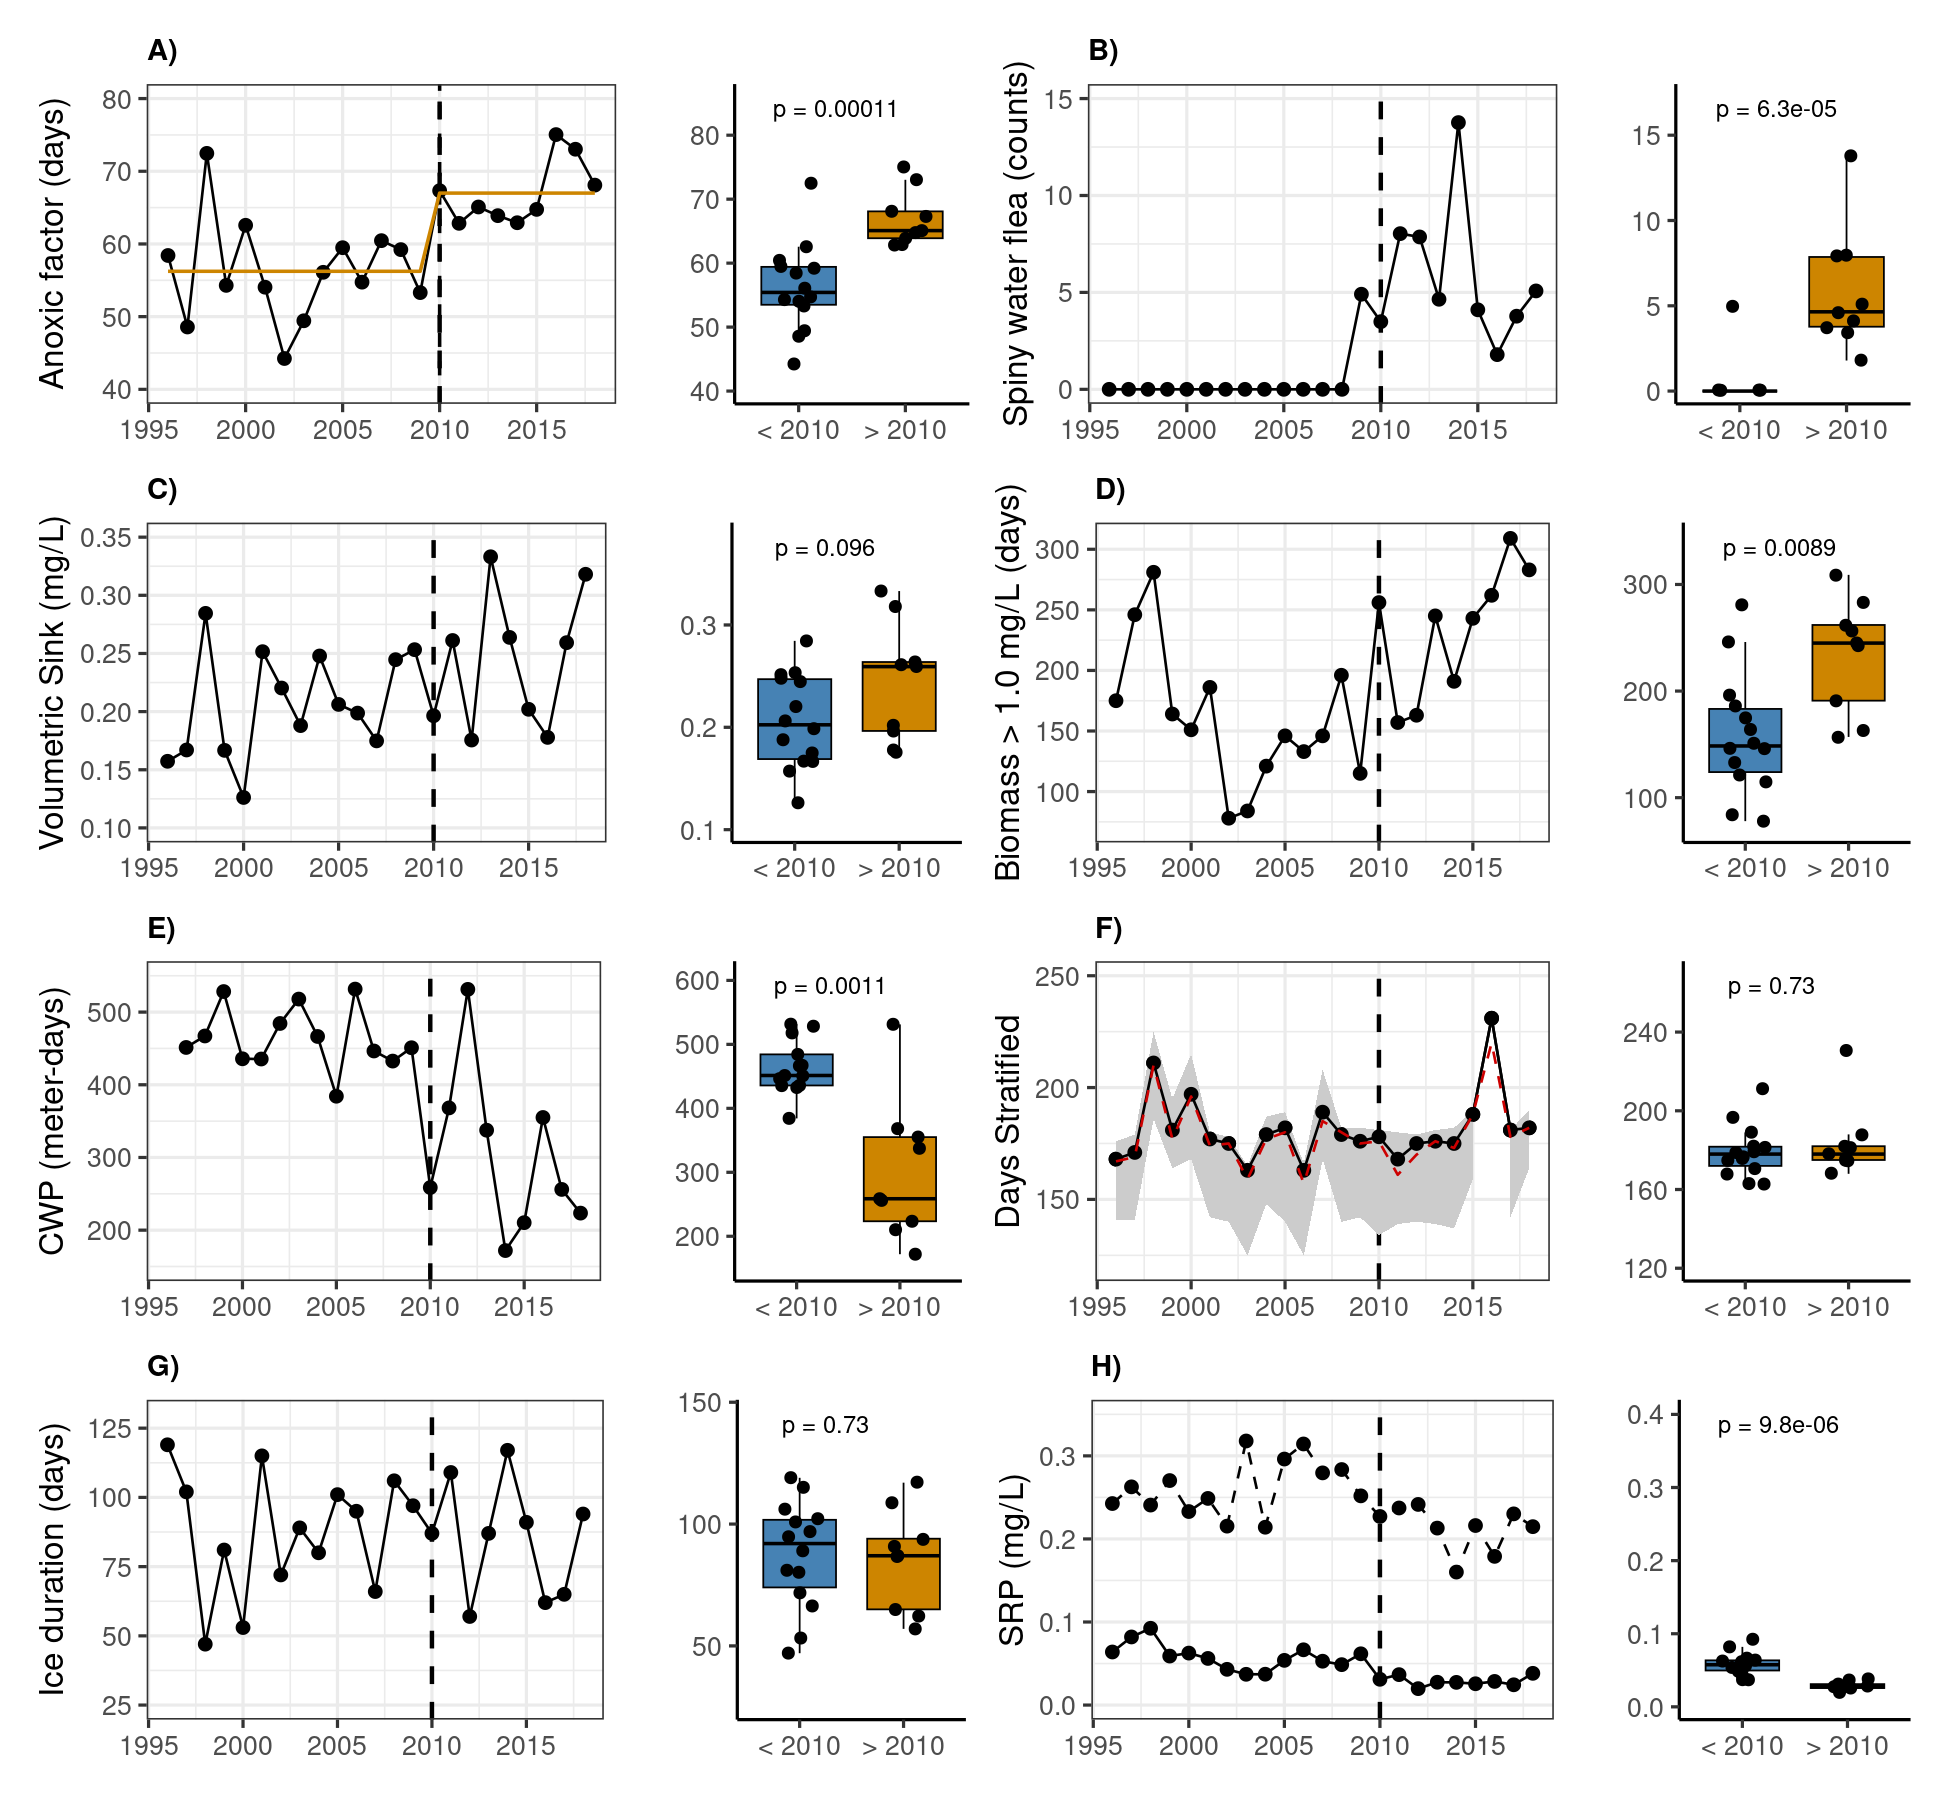 A)
Anoxic factor (days)
80
70
60
50
40
1995 2000 2005 2010 2015
p = 0.00011
80
70
60
50
40
< 2010 > 2010
B)
Spiny water flea (counts)
15
10
5
0
1995 2000 2005 2010 2015
p = 6.3e-05
15
10
5
0
< 2010 > 2010
C)
Volumetric Sink (mg/L)
0.35
0.30
0.25
0.20
0.15
0.10
1995 2000 2005 2010 2015
p = 0.096
0.3
0.2
0.1
< 2010 > 2010
D)
Biomass > 1.0 mg/L (days)
300
250
200
150
100
1995 2000 2005 2010 2015
p = 0.0089
300
200
100
< 2010 > 2010
E)
CWP (meter-days)
500
400
300
200
1995 2000 2005 2010 2015
p = 0.0011
600
500
400
300
200
< 2010 > 2010
F)
Days Stratified
250
200
150
1995 2000 2005 2010 2015
p = 0.73
240
200
160
120
< 2010 > 2010
G)
Ice duration (days)
125
100
75
50
25
1995 2000 2005 2010 2015
p = 0.73
150
100
50
< 2010 > 2010
H)
SRP (mg/L)
0.3
0.2
0.1
0.0
1995 2000 2005 2010 2015
p = 9.8e-06
0.4
0.3
0.2
0.1
0.0
< 2010 > 2010